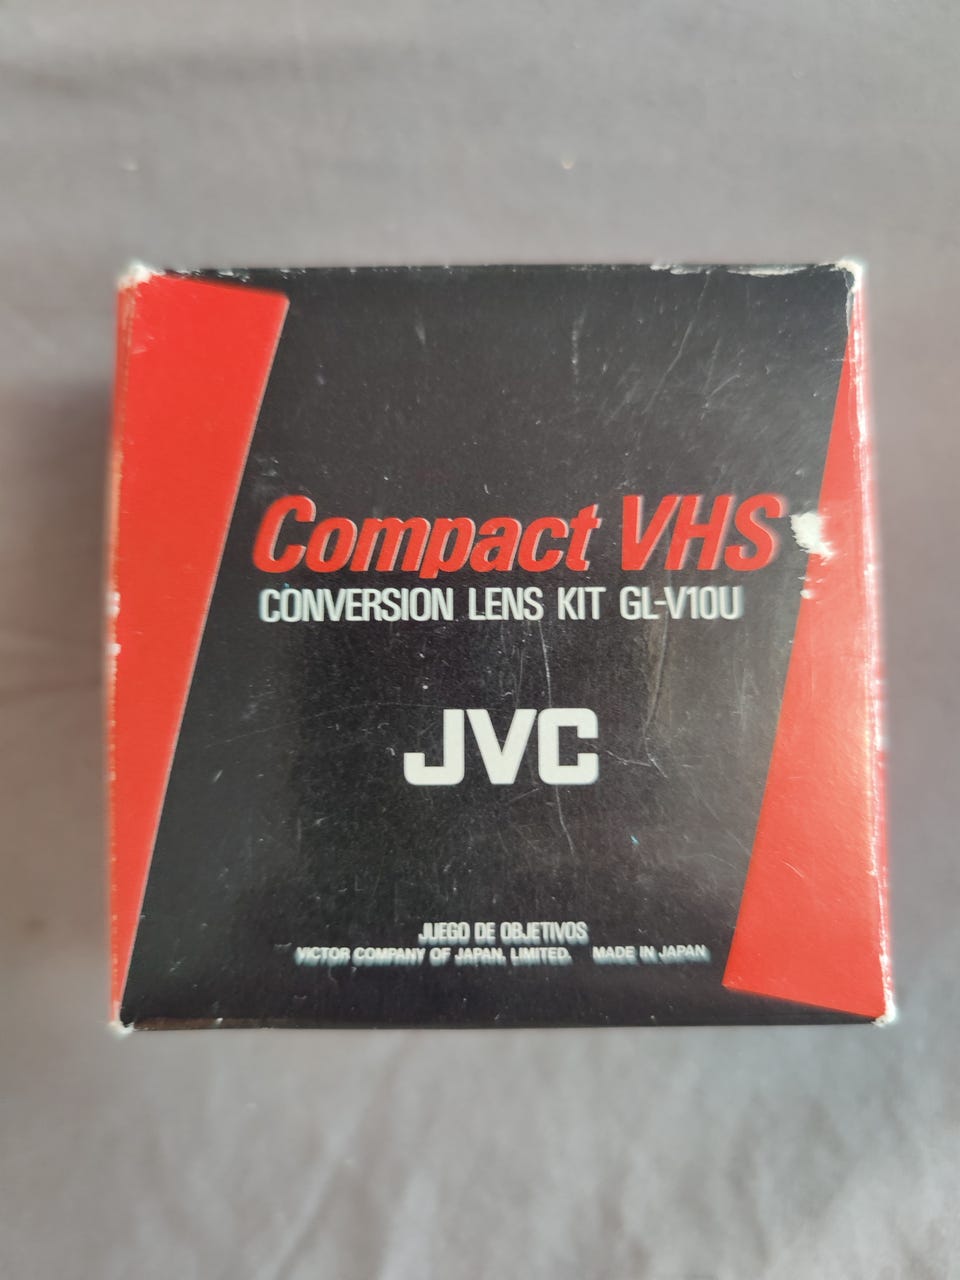 Compact VHS
CONVERSION LENS KIT GL-V10U
JVC
JUEGO DE OBJETIVOS
VICTOR COMPANY OF JAPAN, LIMITED. MADE IN JAPAN